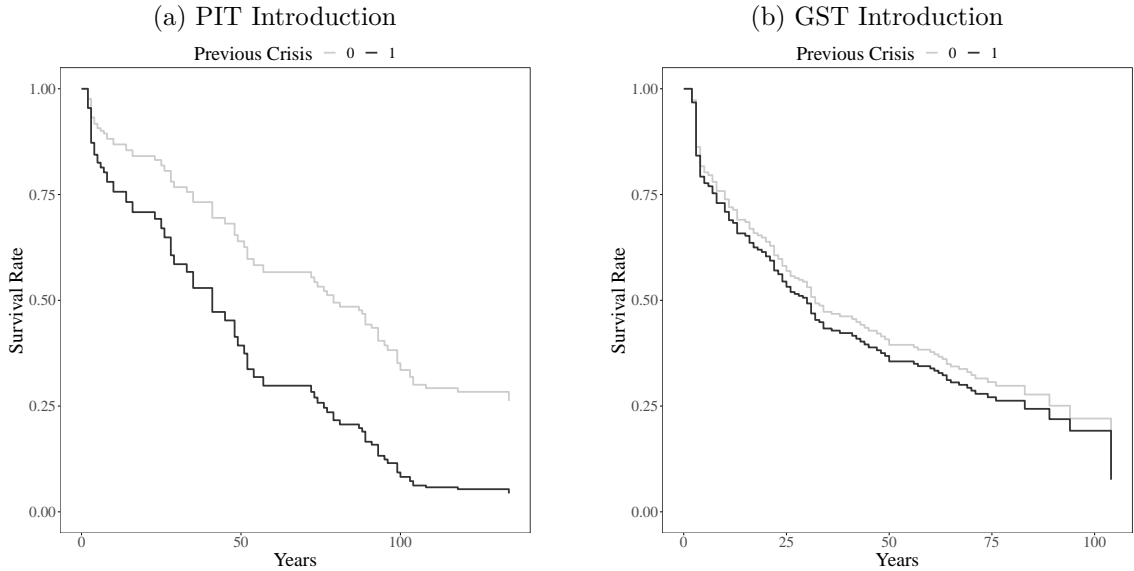 (a) PIT Introduction
Previous Crisis 0 1
1.00
0.75
0.50
0.25
0.00
Survival Rate
0 50 100
Years
(b) GST Introduction
Previous Crisis 0 1
1.00
0.75
0.50
0.25
0.00
Survival Rate
0 25 50 75 100
Years